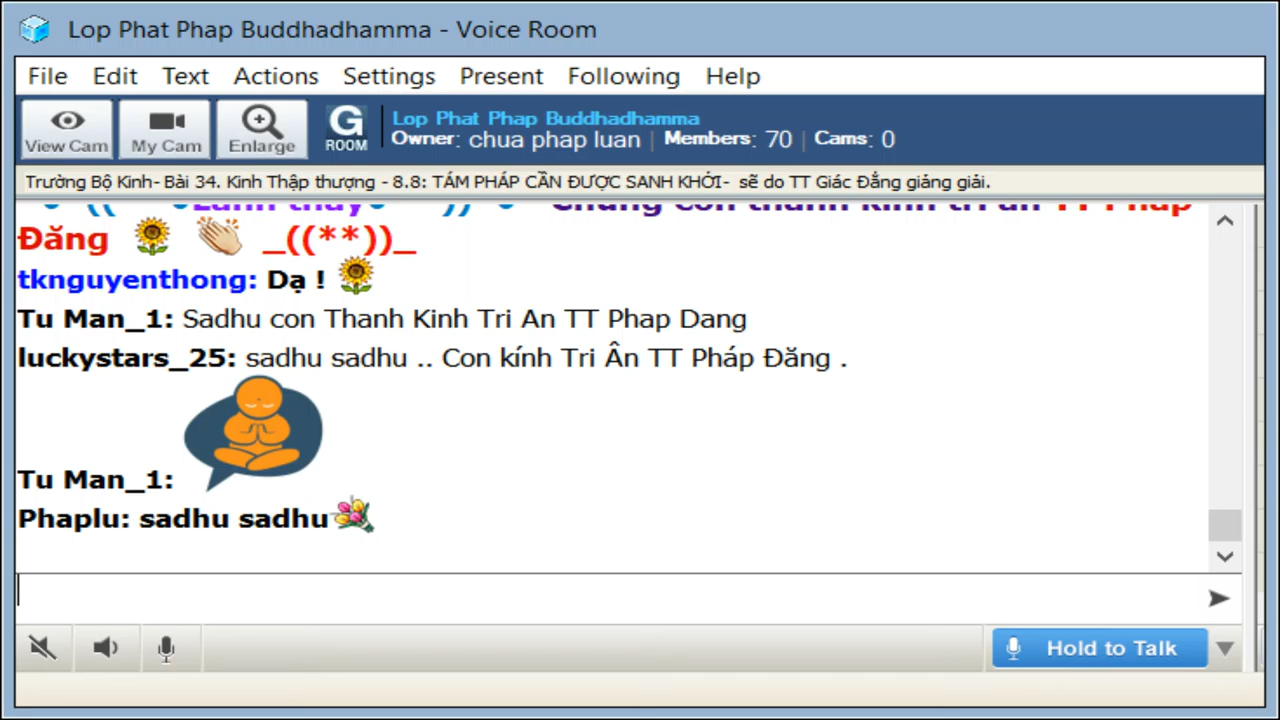 Lop Phat Phap Buddhadhamma - Voice Room
File Edit Text Actions Settings Present Following Help
View Cam My Cam Enlarge G ROOM
Lop Phat Phap Buddhadhamma
Owner: chua phap luan | Members: 70 | Cams: 0
Trường Bộ Kinh- Bài 34. Kinh Thập thượng - 8.8: TÁM PHÁP CẦN ĐƯỢC SANH KHỞI- sẽ do TT Giác Đẳng giảng giải.
Đăng _((**))_
tknguyenthong: Dạ !
Tu Man_1: Sadhu con Thanh Kinh Tri An TT Phap Dang
luckystars_25: sadhu sadhu .. Con kính Tri Ân TT Pháp Đăng .
Tu Man_1:
Phaplu: sadhu sadhu
Hold to Talk